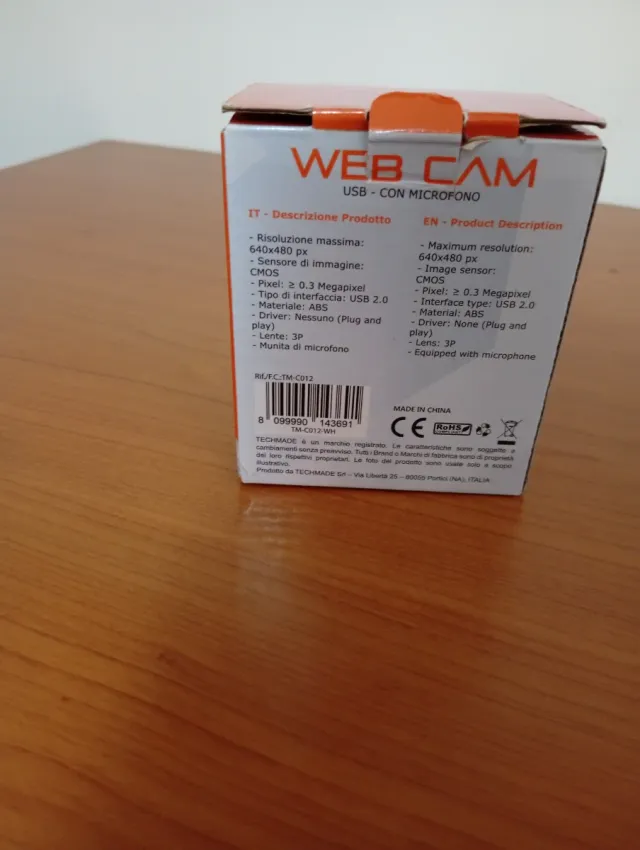 WEB CAM
USB - CON MICROFONO
IT - Descrizione Prodotto
- Risoluzione massima:
640x480 px
- Sensore di immagine:
CMOS
- Pixel: ≥ 0.3 Megapixel
- Tipo di interfaccia: USB 2.0
- Materiale: ABS
- Driver: Nessuno (Plug and
play)
- Lente: 3P
- Munita di microfono
EN - Product Description
- Maximum resolution:
640x480 px
- Image sensor:
CMOS
- Pixel: ≥ 0.3 Megapixel
- Interface type: USB 2.0
- Material: ABS
- Driver: None (Plug and
play)
- Lens: 3P
- Equipped with microphone
Rif./F.C.:TM-C012
8 099990 143691
TM-C012-WH
MADE IN CHINA
CE RoHS
TECHMADE è un marchio registrato. Le caratteristiche sono soggette a
cambiamenti senza preavviso. Tutti i Brand o Marchi di fabbrica sono di proprietà
dei loro rispettivi proprietari. Le foto del prodotto sono usate solo a scopo
illustrativo.
Prodotto da TECHMADE Srl – Via Libertà 25 – 80055 Portici (NA), ITALIA